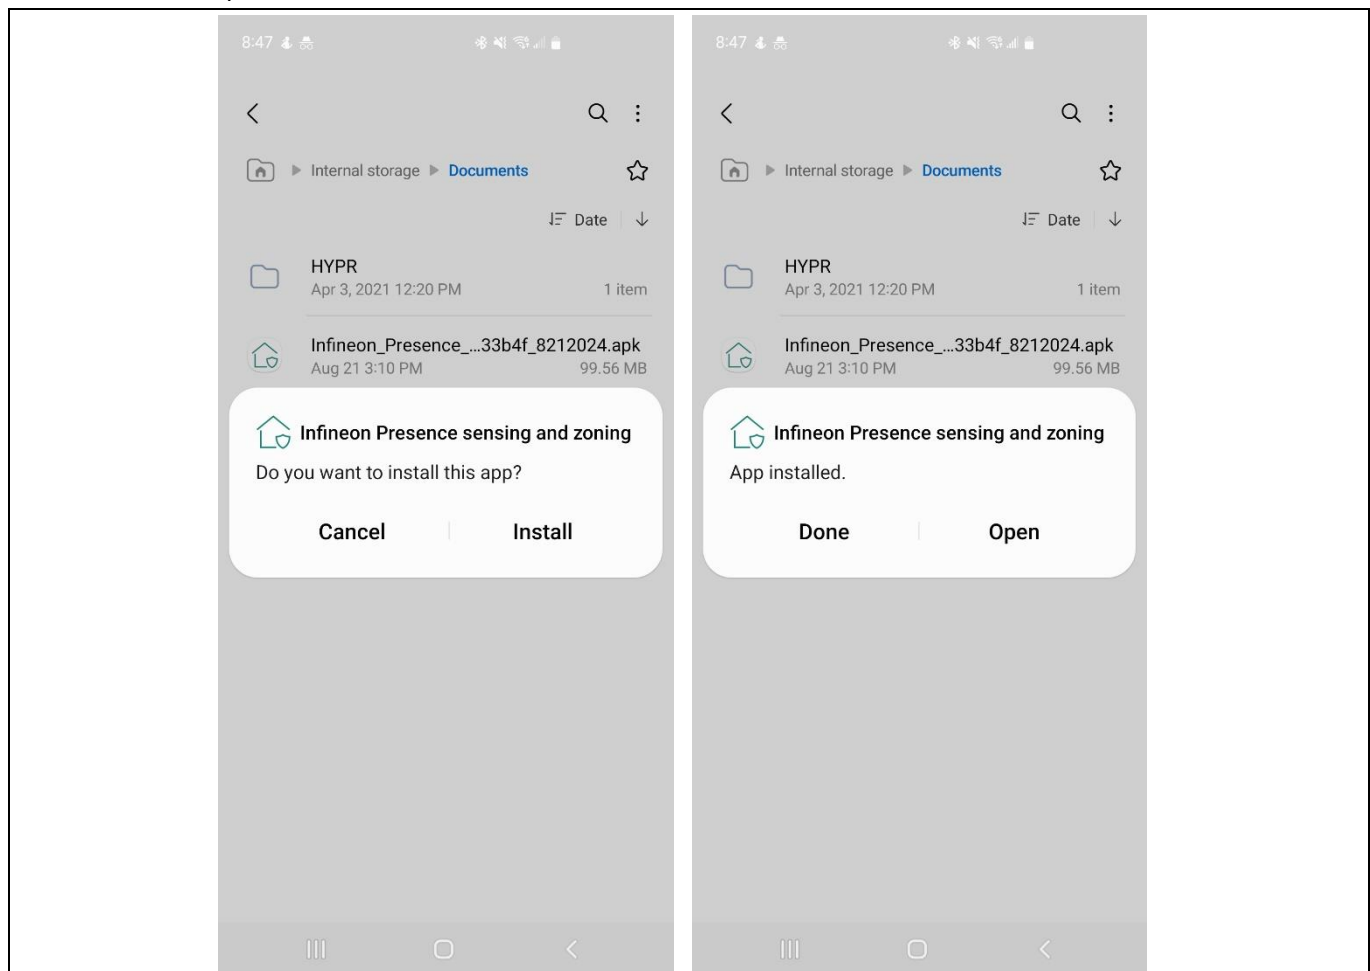 8:47
Internal storage Documents
Date
HYPR
Apr 3, 2021 12:20 PM 1 item
Infineon_Presence_...33b4f_8212024.apk
Aug 21 3:10 PM 99.56 MB
Infineon Presence sensing and zoning
Do you want to install this app?
Cancel Install
8:47
Internal storage Documents
Date
HYPR
Apr 3, 2021 12:20 PM 1 item
Infineon_Presence_...33b4f_8212024.apk
Aug 21 3:10 PM 99.56 MB
Infineon Presence sensing and zoning
App installed.
Done Open